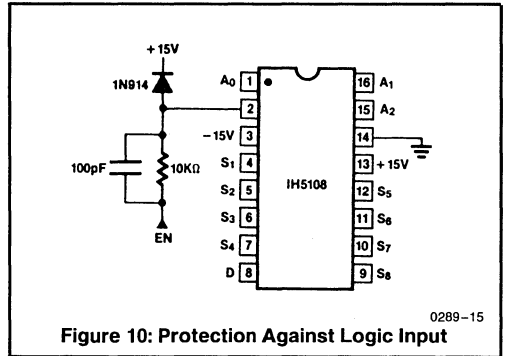 +15V
1N914
100pF
10KΩ
EN
A0 1
2
-15V 3
S1 4
S2 5
S3 6
S4 7
D 8
IH5108
16 A1
15 A2
14
13 +15V
12 S5
11 S6
10 S7
9 S8
0289-15
Figure 10: Protection Against Logic Input